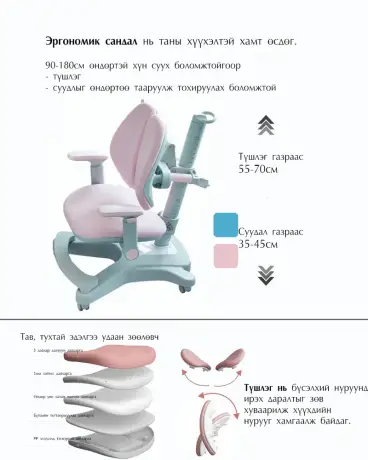 Эргономик сандал нь таны хүүхэлтэй хамт өсдөг.
90-180см өндөртэй хүн суух боломжтойгоор
- түшлэг
- суудлыг өндөртөө тааруулж тохируулах боломжтой
Түшлэг газраас
55-70см
Суудал газраас
35-45см
Тав, тухтай эдэлгээ удаан зөөлөвч
Түшлэг нь бүсэлхий нуруунд
ирэх даралтыг зөв
хуваарилж хүүхдийн
нурууг хамгаалж байдаг.